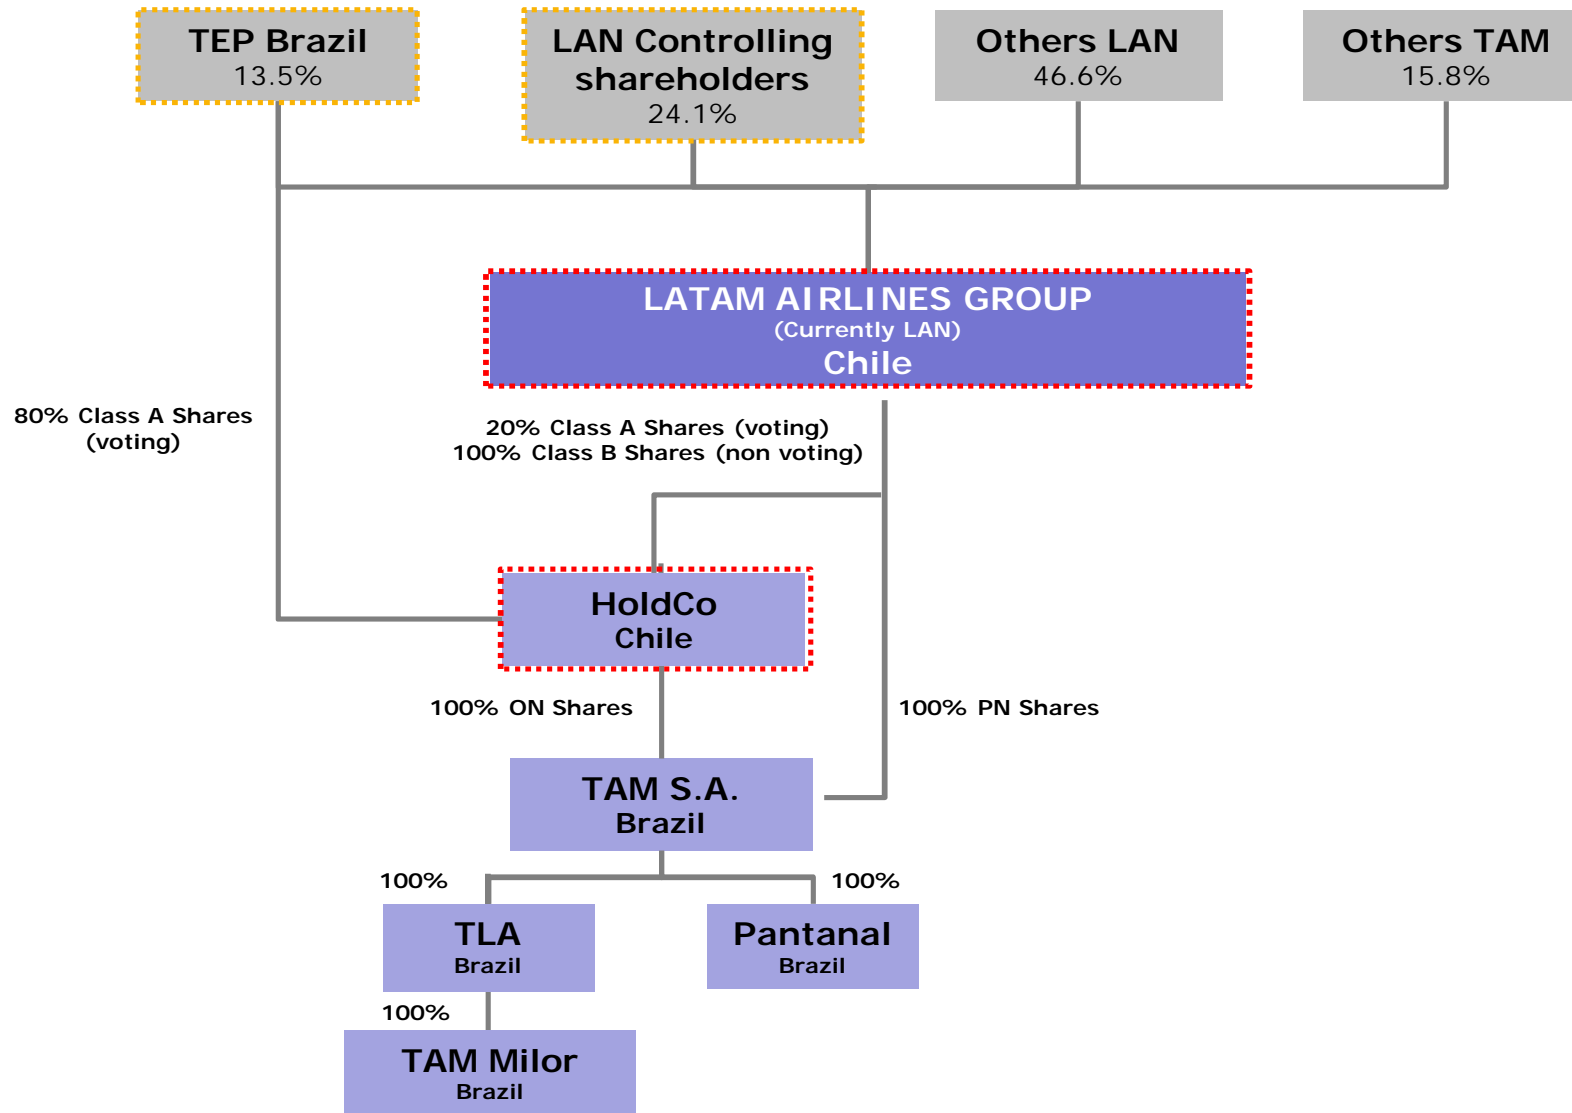 TEP Brazil
13.5%
LAN Controlling
shareholders
24.1%
Others LAN
46.6%
Others TAM
15.8%
LATAM AIRLINES GROUP
(Currently LAN)
Chile
80% Class A Shares
(voting)
20% Class A Shares (voting)
100% Class B Shares (non voting)
HoldCo
Chile
100% ON Shares
100% PN Shares
TAM S.A.
Brazil
100%
100%
TLA
Brazil
Pantanal
Brazil
100%
TAM Milor
Brazil